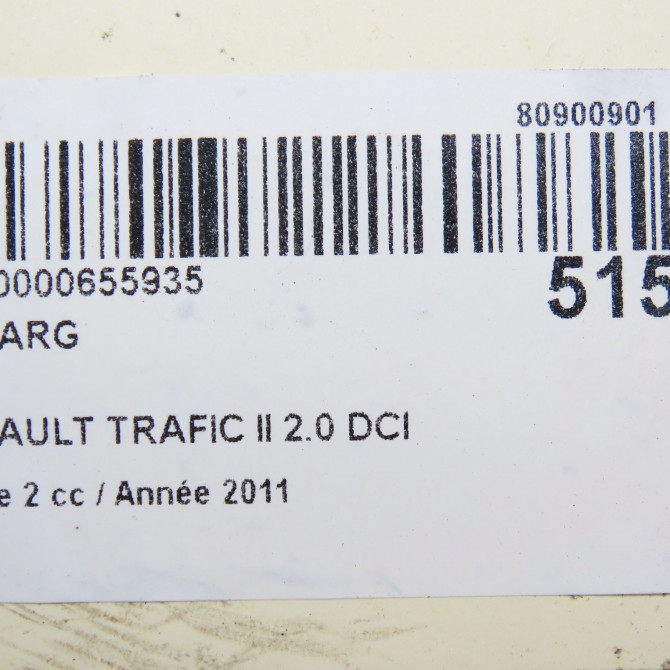 80900901
0000655935
515
ARG
AULT TRAFIC II 2.0 DCI
e 2 cc / Année 2011